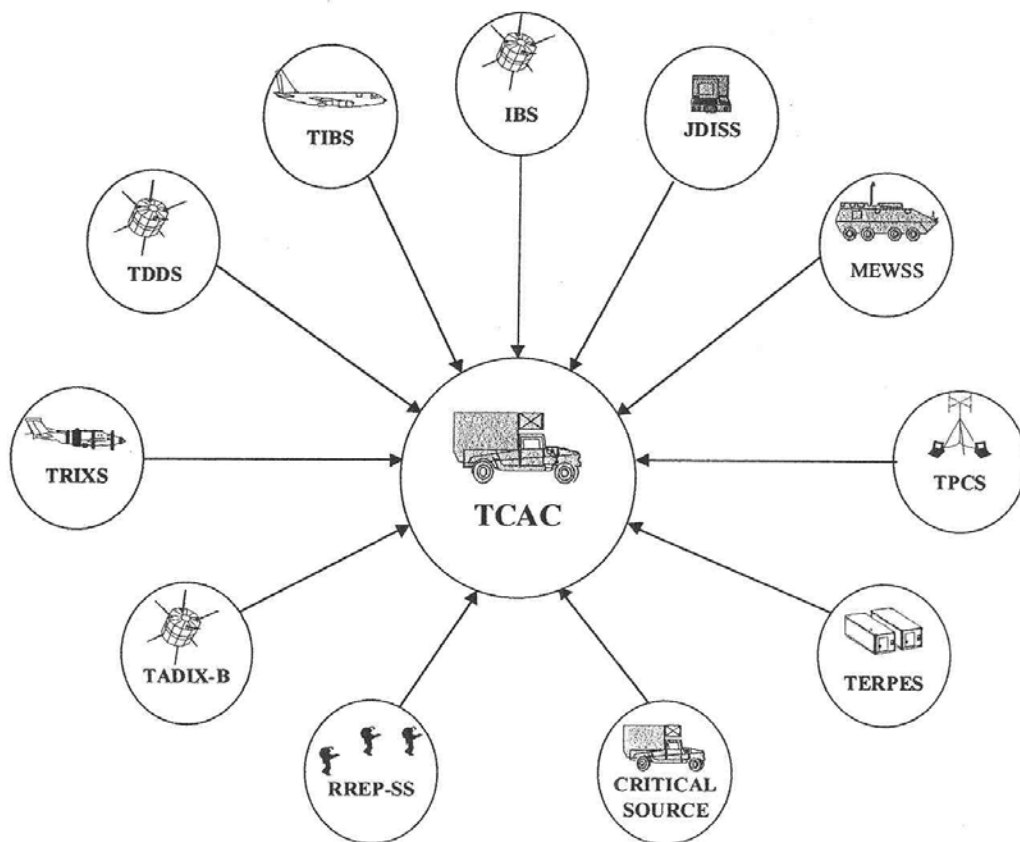 IBS
TIBS
JDISS
TDDS
MEWSS
TRIXS
TPCS
TCAC
TADIX-B
TERPES
RREP-SS
CRITICAL
SOURCE